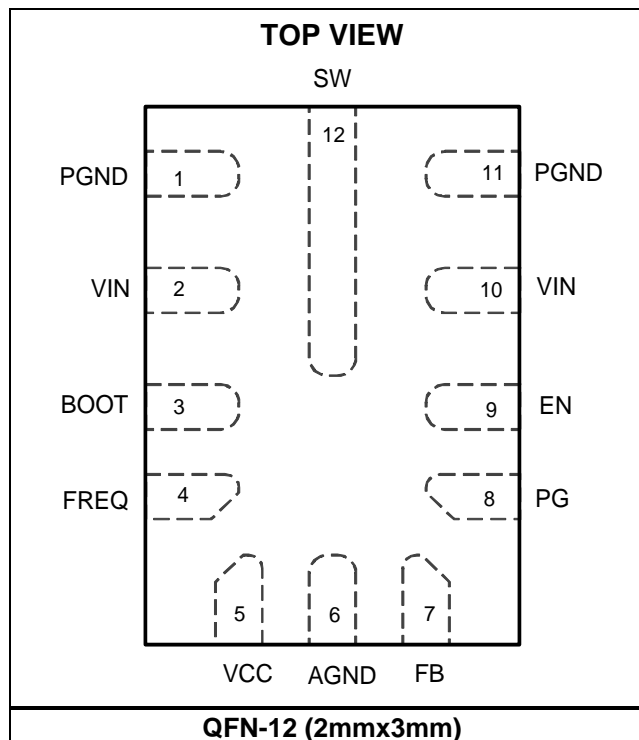 TOP VIEW
SW
12
PGND 1 11 PGND
VIN 2 10 VIN
BOOT 3 9 EN
FREQ 4 8 PG
5 6 7
VCC AGND FB
QFN-12 (2mmx3mm)